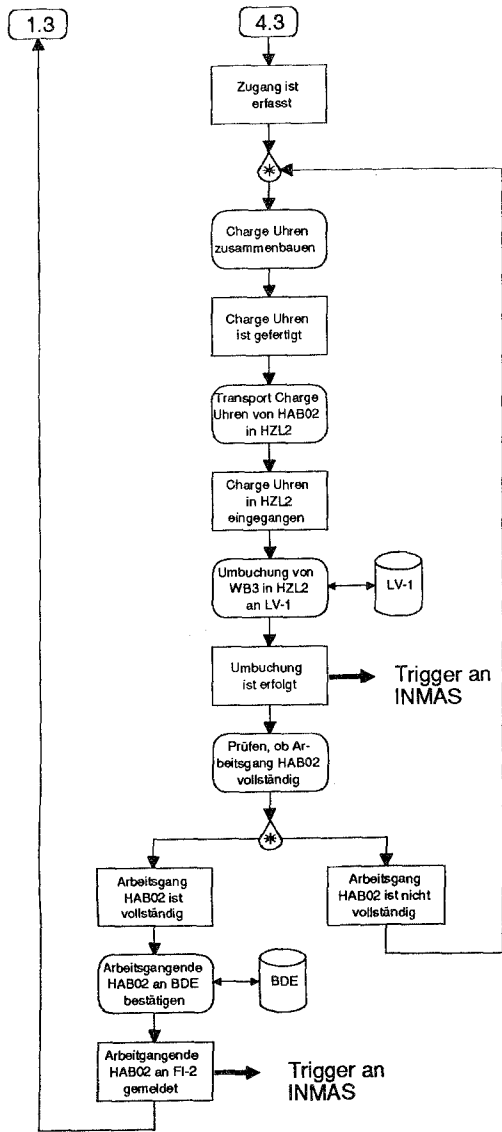 1.3
4.3
Zugang ist
erfasst
*
Charge Uhren
zusammenbauen
Charge Uhren
ist gefertigt
Transport Charge
Uhren von HAB02
in HZL2
Charge Uhren
in HZL2
eingegangen
Umbuchung von
WB3 in HZL2
an LV-1
LV-1
Umbuchung
ist erfolgt
Trigger an
INMAS
Prüfen, ob Ar-
beitsgang HAB02
vollständig
*
Arbeitsgang
HAB02 ist
vollständig
Arbeitsgang
HAB02 ist nicht
vollständig
Arbeitsgangende
HAB02 an BDE
bestätigen
BDE
Arbeitgangende
HAB02 an FI-2
gemeldet
Trigger an
INMAS